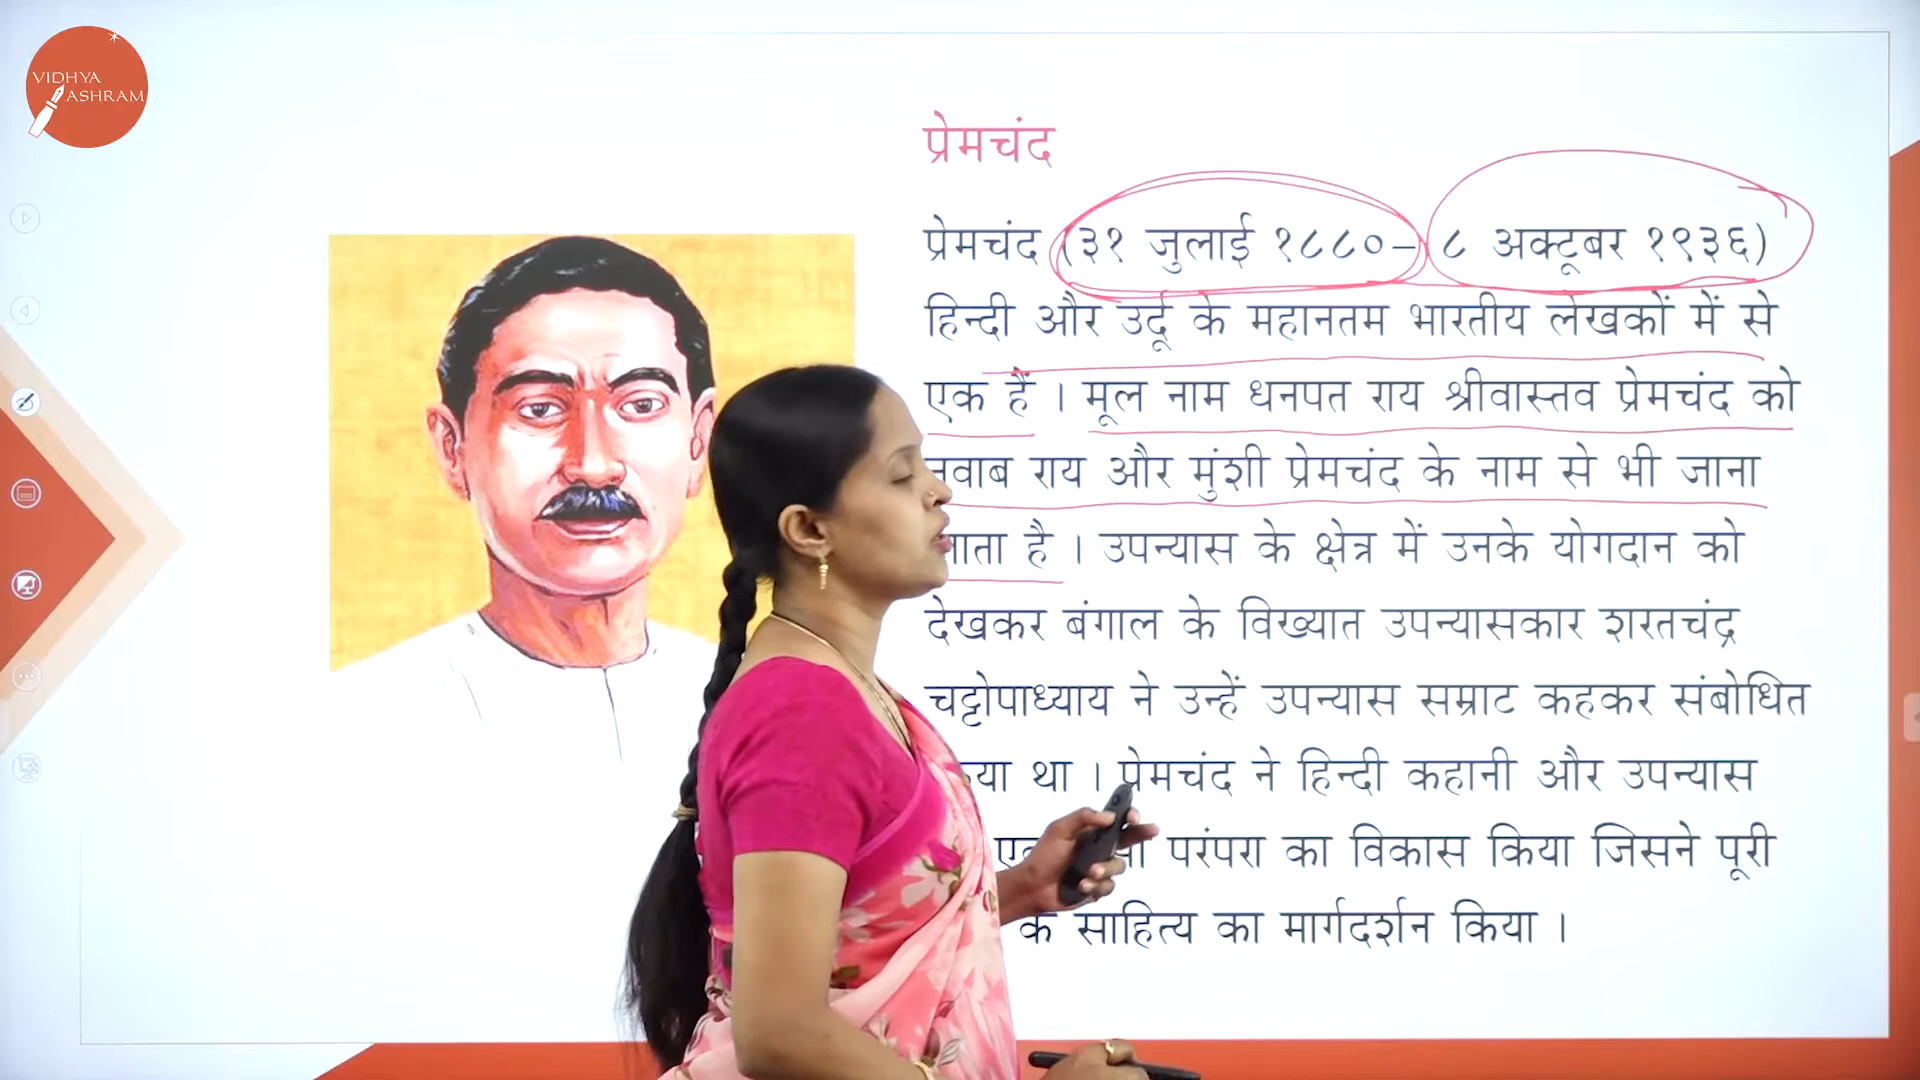 VIDHYA
ASHRAM
प्रेमचंद
प्रेमचंद (३१ जुलाई १८८०– ८ अक्टूबर १९३६)
हिन्दी और उर्दू के महानतम भारतीय लेखकों में से
एक हैं । मूल नाम धनपत राय श्रीवास्तव प्रेमचंद को
राय और मुंशी प्रेमचंद के नाम से भी जाना
है । उपन्यास के क्षेत्र में उनके योगदान को
देखकर बंगाल के विख्यात उपन्यासकार शरतचंद्र
चट्टोपाध्याय ने उन्हें उपन्यास सम्राट कहकर संबोधित
था । प्रेमचंद ने हिन्दी कहानी और उपन्यास
परंपरा का विकास किया जिसने पूरी
साहित्य का मार्गदर्शन किया ।